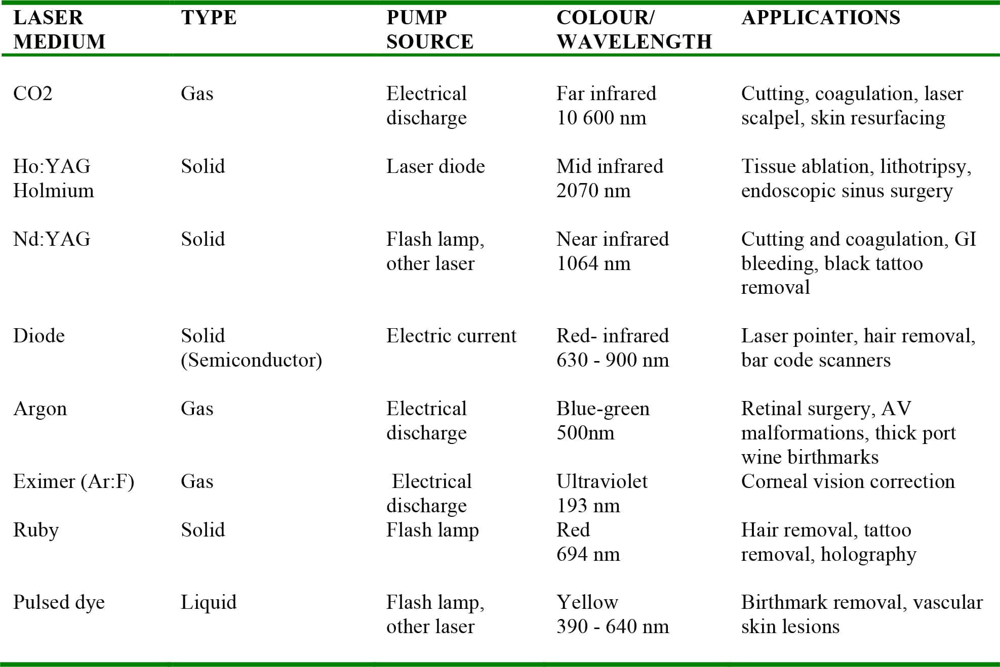 LASER MEDIUM TYPE PUMP SOURCE COLOUR/ WAVELENGTH APPLICATIONS
CO2 Gas Electrical discharge Far infrared 10 600 nm Cutting, coagulation, laser scalpel, skin resurfacing
Ho:YAG Holmium Solid Laser diode Mid infrared 2070 nm Tissue ablation, lithotripsy, endoscopic sinus surgery
Nd:YAG Solid Flash lamp, other laser Near infrared 1064 nm Cutting and coagulation, GI bleeding, black tattoo removal
Diode Solid (Semiconductor) Electric current Red- infrared 630 - 900 nm Laser pointer, hair removal, bar code scanners
Argon Gas Electrical discharge Blue-green 500nm Retinal surgery, AV malformations, thick port wine birthmarks
Eximer (Ar:F) Gas Electrical discharge Ultraviolet 193 nm Corneal vision correction
Ruby Solid Flash lamp Red 694 nm Hair removal, tattoo removal, holography
Pulsed dye Liquid Flash lamp, other laser Yellow 390 - 640 nm Birthmark removal, vascular skin lesions